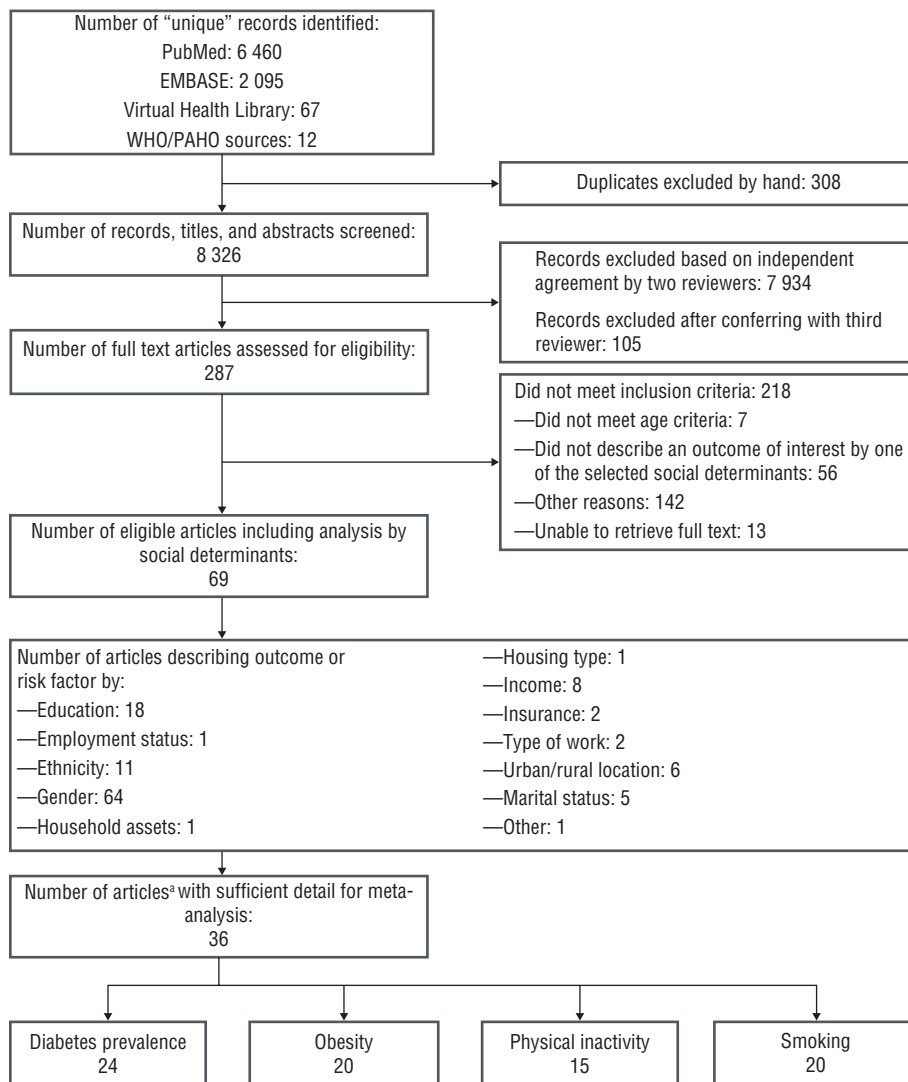 Number of “unique” records identified:
PubMed: 6 460
EMBASE: 2 095
Virtual Health Library: 67
WHO/PAHO sources: 12
Duplicates excluded by hand: 308
Number of records, titles, and abstracts screened:
8 326
Records excluded based on independent
agreement by two reviewers: 7 934
Records excluded after conferring with third
reviewer: 105
Number of full text articles assessed for eligibility:
287
Did not meet inclusion criteria: 218
—Did not meet age criteria: 7
—Did not describe an outcome of interest by one
of the selected social determinants: 56
—Other reasons: 142
—Unable to retrieve full text: 13
Number of eligible articles including analysis by
social determinants:
69
Number of articles describing outcome or
risk factor by:
—Education: 18
—Employment status: 1
—Ethnicity: 11
—Gender: 64
—Household assets: 1
—Housing type: 1
—Income: 8
—Insurance: 2
—Type of work: 2
—Urban/rural location: 6
—Marital status: 5
—Other: 1
Number of articlesᵃ with sufficient detail for meta-
analysis:
36
Diabetes prevalence
24
Obesity
20
Physical inactivity
15
Smoking
20